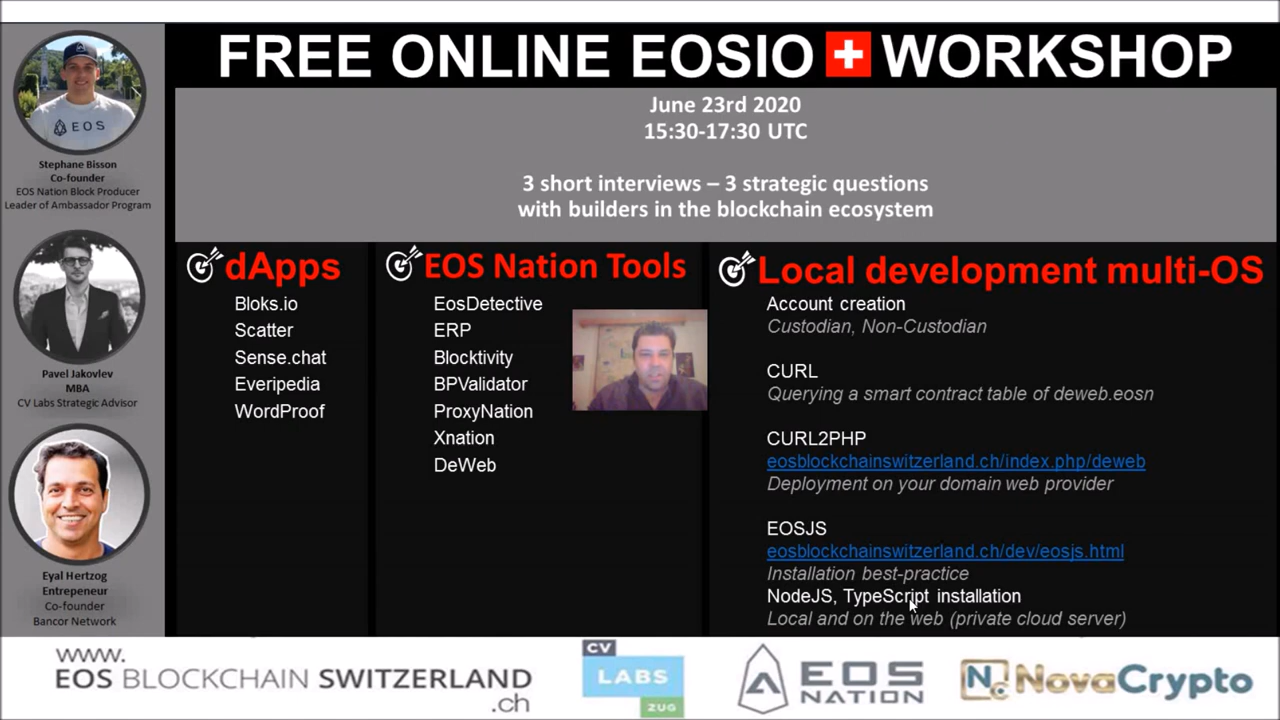 FREE ONLINE EOSIO WORKSHOP
June 23rd 2020
15:30-17:30 UTC
3 short interviews – 3 strategic questions
with builders in the blockchain ecosystem
EOS
EOS
NATION
Stephane Bisson
Co-founder
EOS Nation Block Producer
Leader of Ambassador Program
Pavel Jakovlev
MBA
CV Labs Strategic Advisor
Eyal Hertzog
Entrepeneur
Co-founder
Bancor Network
dApps
Bloks.io
Scatter
Sense.chat
Everipedia
WordProof
EOS Nation Tools
EosDetective
ERP
Blocktivity
BPValidator
ProxyNation
Xnation
DeWeb
Local development multi-OS
Account creation
Custodian, Non-Custodian
CURL
Querying a smart contract table of deweb.eosn
CURL2PHP
eosblockchainswitzerland.ch/index.php/deweb
Deployment on your domain web provider
EOSJS
eosblockchainswitzerland.ch/dev/eosjs.html
Installation best-practice
NodeJS, TypeScript installation
Local and on the web (private cloud server)
www.
EOS BLOCKCHAIN SWITZERLAND
.ch
CV
LABS
ZUG
EOS
NATION
Nc NovaCrypto